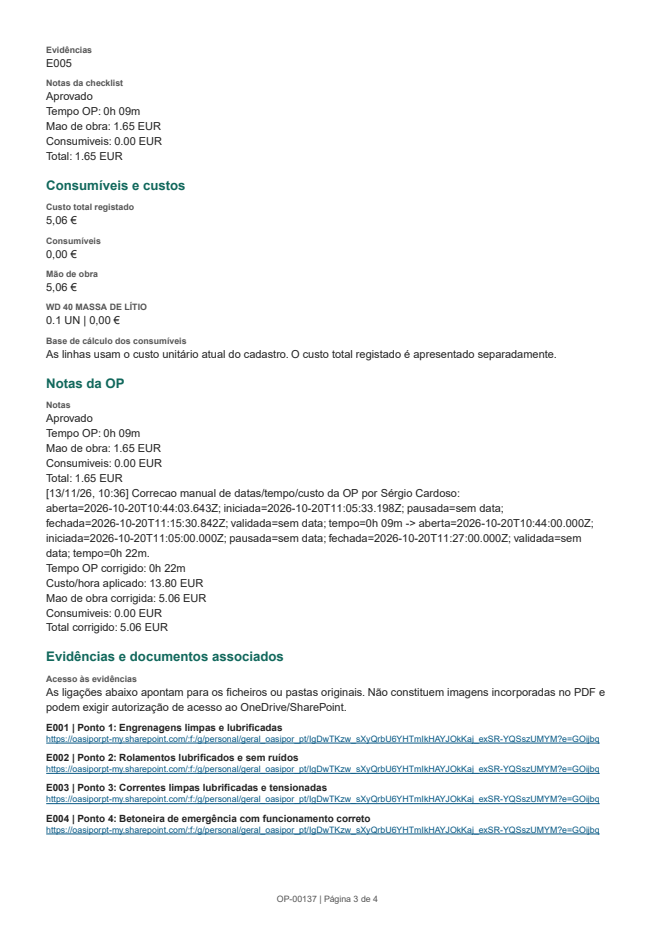 Evidências
E005
Notas da checklist
Aprovado
Tempo OP: 0h 09m
Mao de obra: 1.65 EUR
Consumiveis: 0.00 EUR
Total: 1.65 EUR
Consumíveis e custos
Custo total registado
5,06 €
Consumíveis
0,00 €
Mão de obra
5,06 €
WD 40 MASSA DE LÍTIO
0.1 UN | 0,00 €
Base de cálculo dos consumíveis
As linhas usam o custo unitário atual do cadastro. O custo total registado é apresentado separadamente.
Notas da OP
Notas
Aprovado
Tempo OP: 0h 09m
Mao de obra: 1.65 EUR
Consumiveis: 0.00 EUR
Total: 1.65 EUR
[13/11/26, 10:36] Correcao manual de datas/tempo/custo da OP por Sérgio Cardoso:
aberta=2026-10-20T10:44:03.643Z; iniciada=2026-10-20T11:05:33.198Z; pausada=sem data;
fechada=2026-10-20T11:15:30.842Z; validada=sem data; tempo=0h 09m -> aberta=2026-10-20T10:44:00.000Z;
iniciada=2026-10-20T11:05:00.000Z; pausada=sem data; fechada=2026-10-20T11:27:00.000Z; validada=sem
data; tempo=0h 22m.
Tempo OP corrigido: 0h 22m
Custo/hora aplicado: 13.80 EUR
Mao de obra corrigida: 5.06 EUR
Consumiveis: 0.00 EUR
Total corrigido: 5.06 EUR
Evidências e documentos associados
Acesso às evidências
As ligações abaixo apontam para os ficheiros ou pastas originais. Não constituem imagens incorporadas no PDF e
podem exigir autorização de acesso ao OneDrive/SharePoint.
E001 | Ponto 1: Engrenagens limpas e lubrificadas
https://oasiporpt-my.sharepoint.com/:f:/g/personal/geral_oasipor_pt/IgDwTKzw_sXyQrbU6YHTmIkHAYJOkKaj_exSR-YQSszUMYM?e=GOijbq
E002 | Ponto 2: Rolamentos lubrificados e sem ruídos
https://oasiporpt-my.sharepoint.com/:f:/g/personal/geral_oasipor_pt/IgDwTKzw_sXyQrbU6YHTmIkHAYJOkKaj_exSR-YQSszUMYM?e=GOijbq
E003 | Ponto 3: Correntes limpas lubrificadas e tensionadas
https://oasiporpt-my.sharepoint.com/:f:/g/personal/geral_oasipor_pt/IgDwTKzw_sXyQrbU6YHTmIkHAYJOkKaj_exSR-YQSszUMYM?e=GOijbq
E004 | Ponto 4: Betoneira de emergência com funcionamento correto
https://oasiporpt-my.sharepoint.com/:f:/g/personal/geral_oasipor_pt/IgDwTKzw_sXyQrbU6YHTmIkHAYJOkKaj_exSR-YQSszUMYM?e=GOijbq
OP-00137 | Página 3 de 4